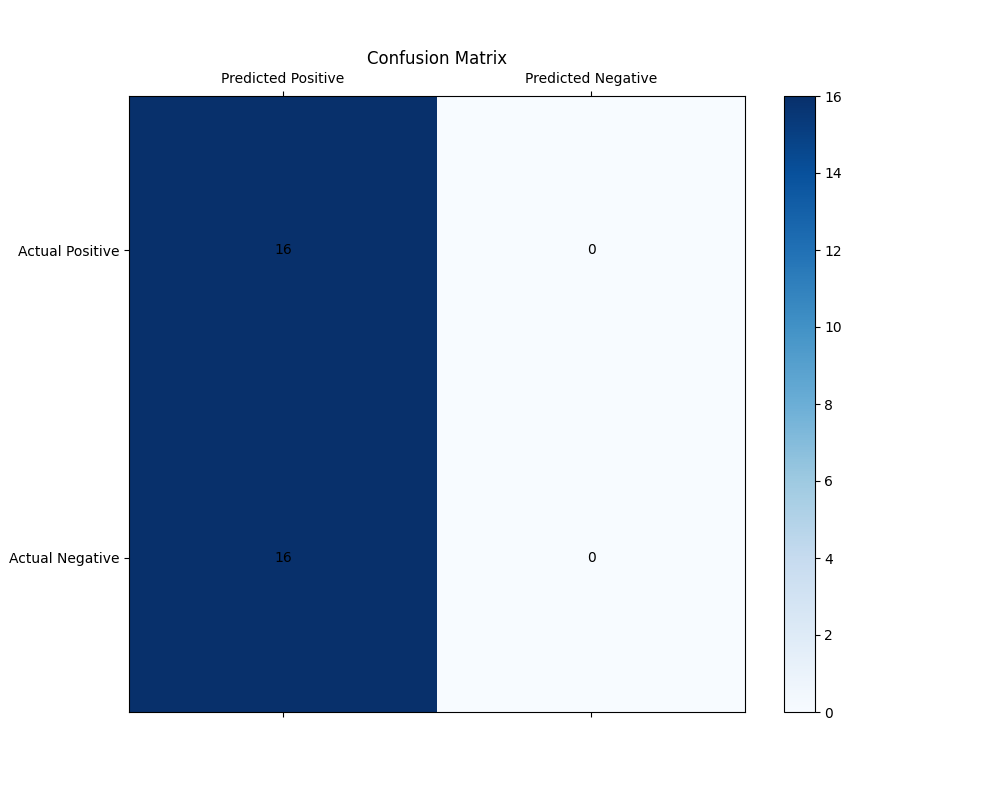 Confusion Matrix
Predicted Positive Predicted Negative
Actual Positive 16 0
Actual Negative 16 0
16
14
12
10
8
6
4
2
0